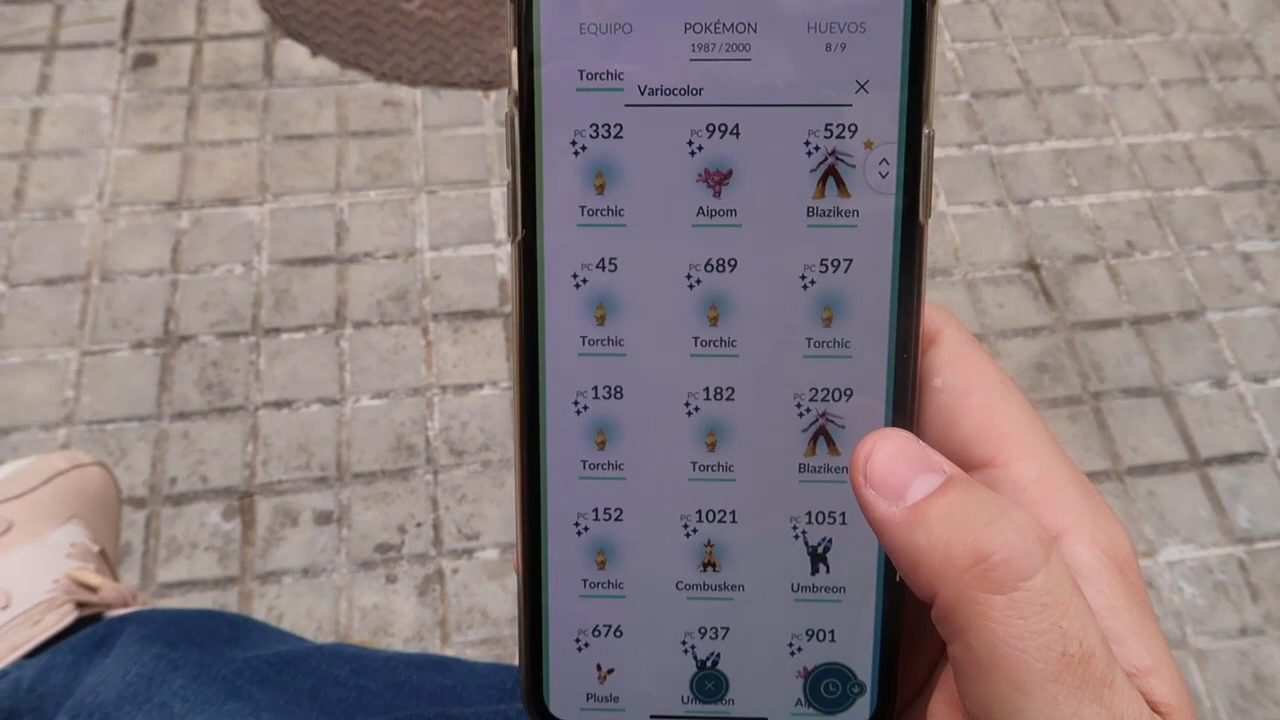 EQUIPO POKÉMON HUEVOS
1987 / 2000 8/9
Torchic
Variocolor
PC 332 PC 994 PC 529
Torchic Aipom Blaziken
PC 45 PC 689 PC 597
Torchic Torchic Torchic
PC 138 PC 182 PC 2209
Torchic Torchic Blaziken
PC 152 PC 1021 PC 1051
Torchic Combusken Umbreon
PC 676 PC 937 PC 901
Plusle